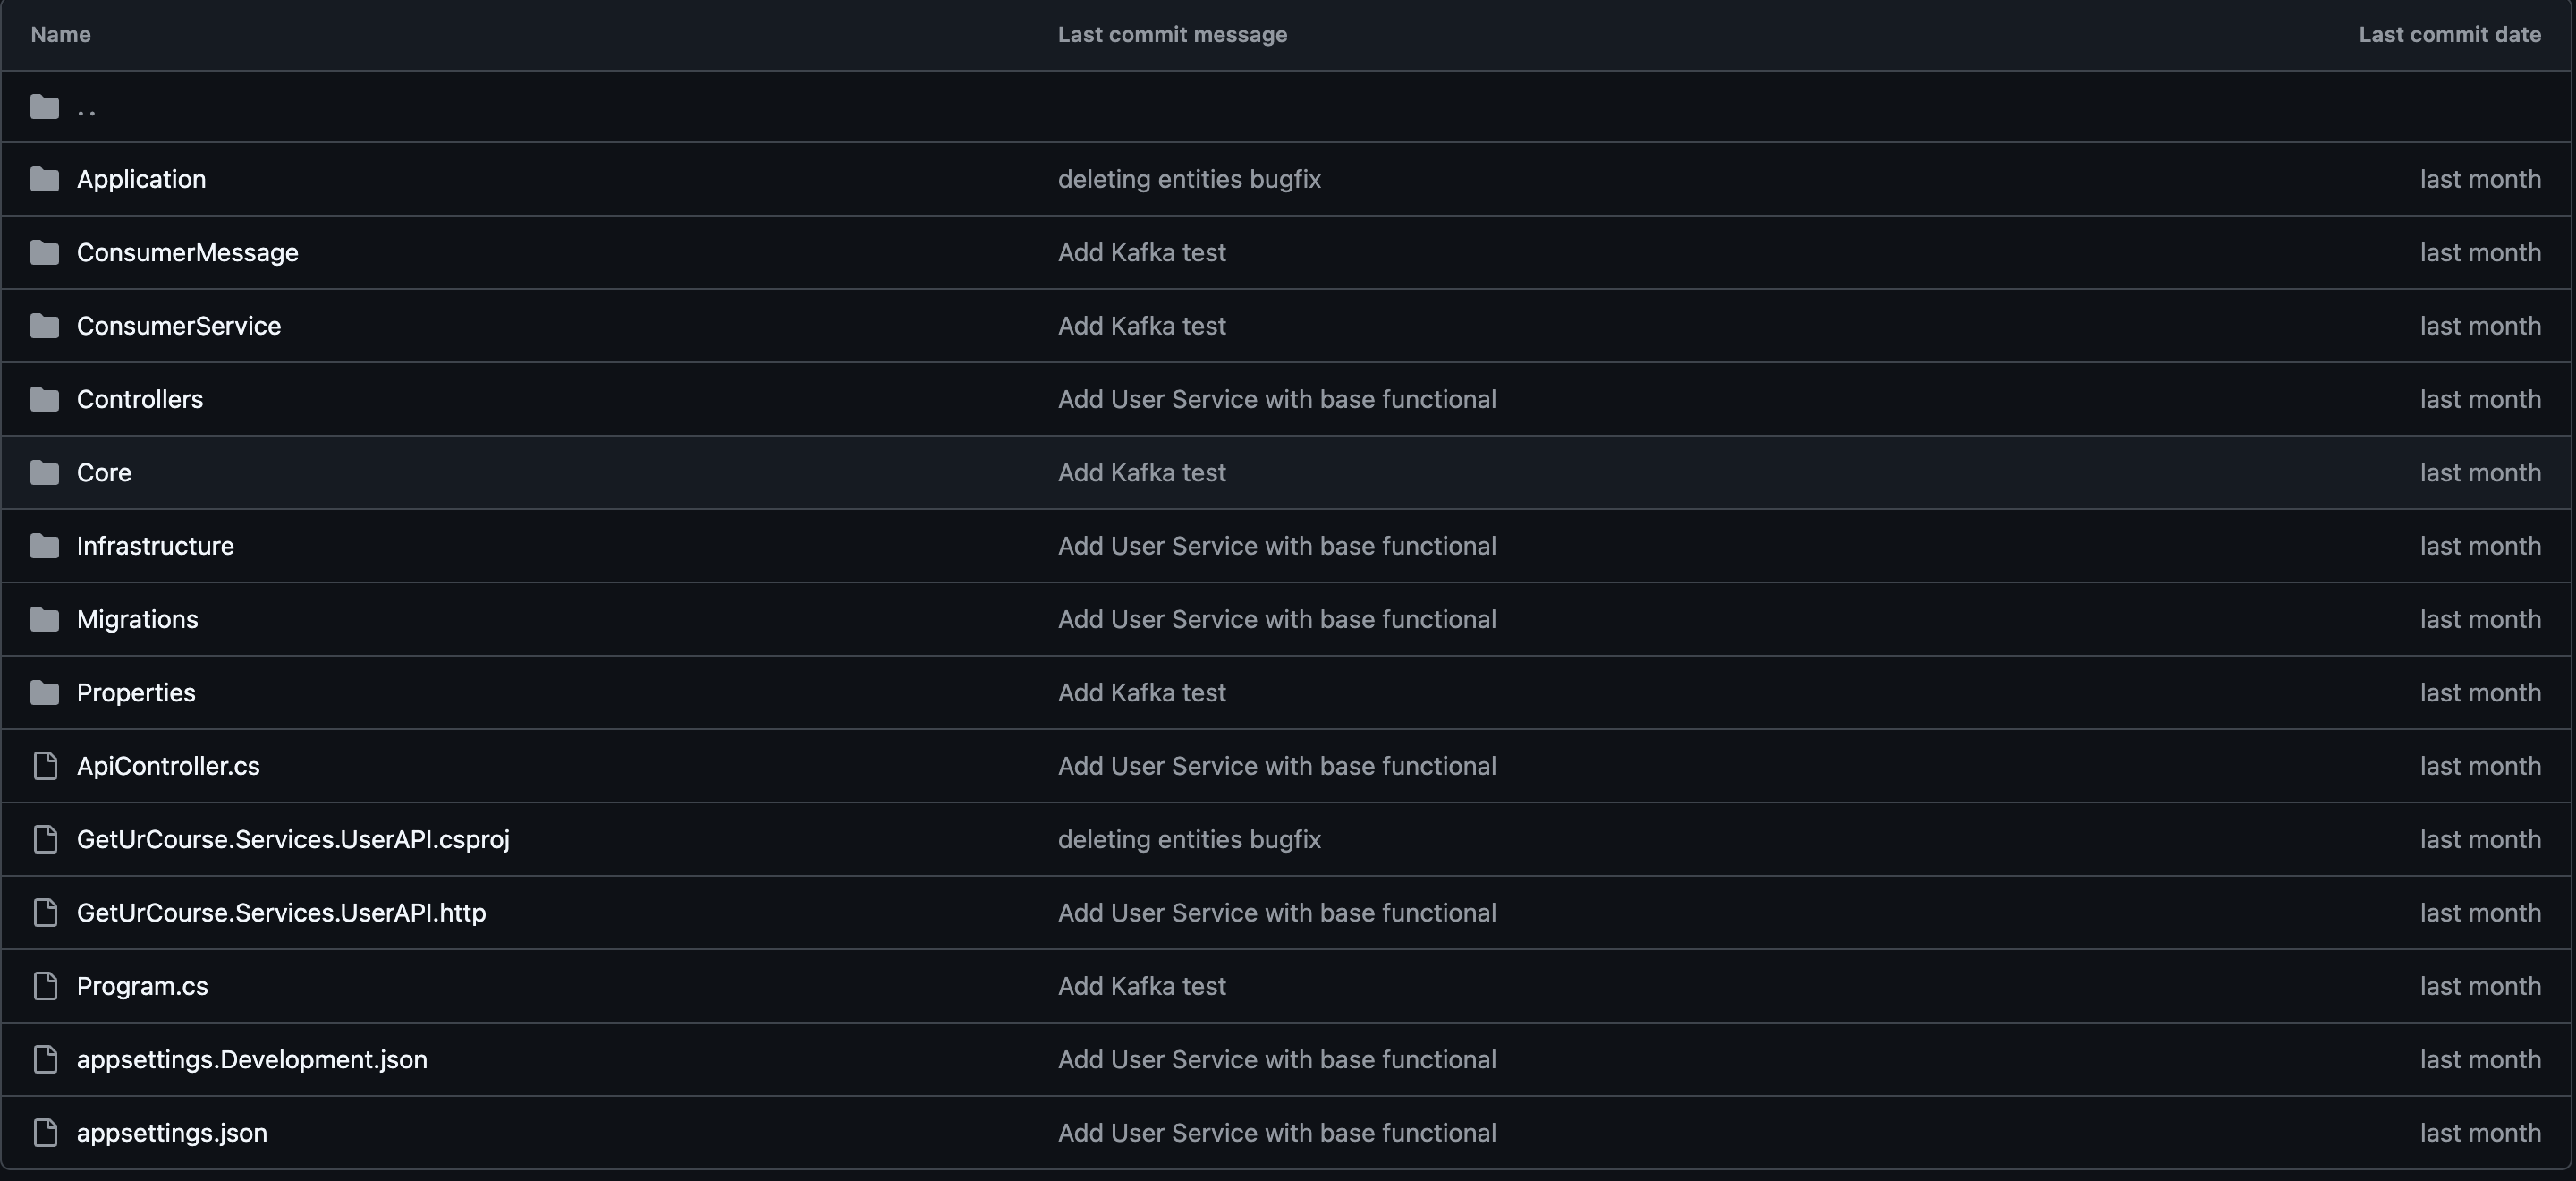 Name Last commit message Last commit date
..
Application deleting entities bugfix last month
ConsumerMessage Add Kafka test last month
ConsumerService Add Kafka test last month
Controllers Add User Service with base functional last month
Core Add Kafka test last month
Infrastructure Add User Service with base functional last month
Migrations Add User Service with base functional last month
Properties Add Kafka test last month
ApiController.cs Add User Service with base functional last month
GetUrCourse.Services.UserAPI.csproj deleting entities bugfix last month
GetUrCourse.Services.UserAPI.http Add User Service with base functional last month
Program.cs Add Kafka test last month
appsettings.Development.json Add User Service with base functional last month
appsettings.json Add User Service with base functional last month